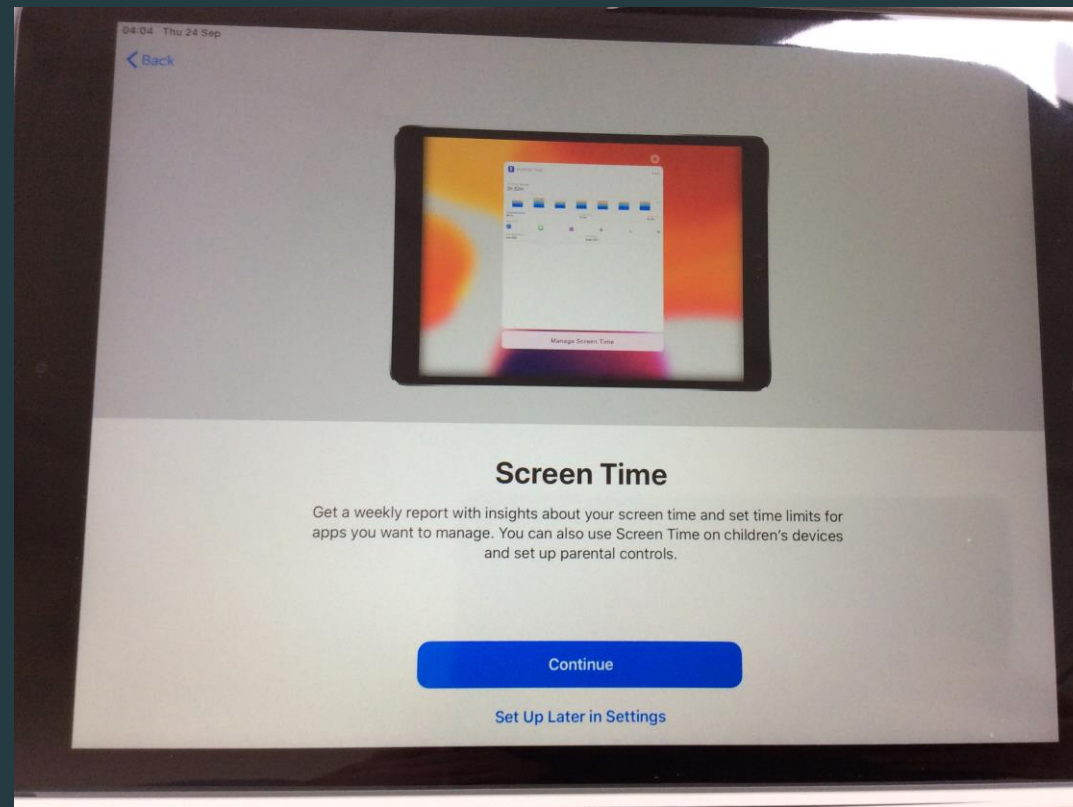 04:04 Thu 24 Sep
Back
Manage Screen Time
Screen Time
Get a weekly report with insights about your screen time and set time limits for
apps you want to manage. You can also use Screen Time on children's devices
and set up parental controls.
Continue
Set Up Later in Settings